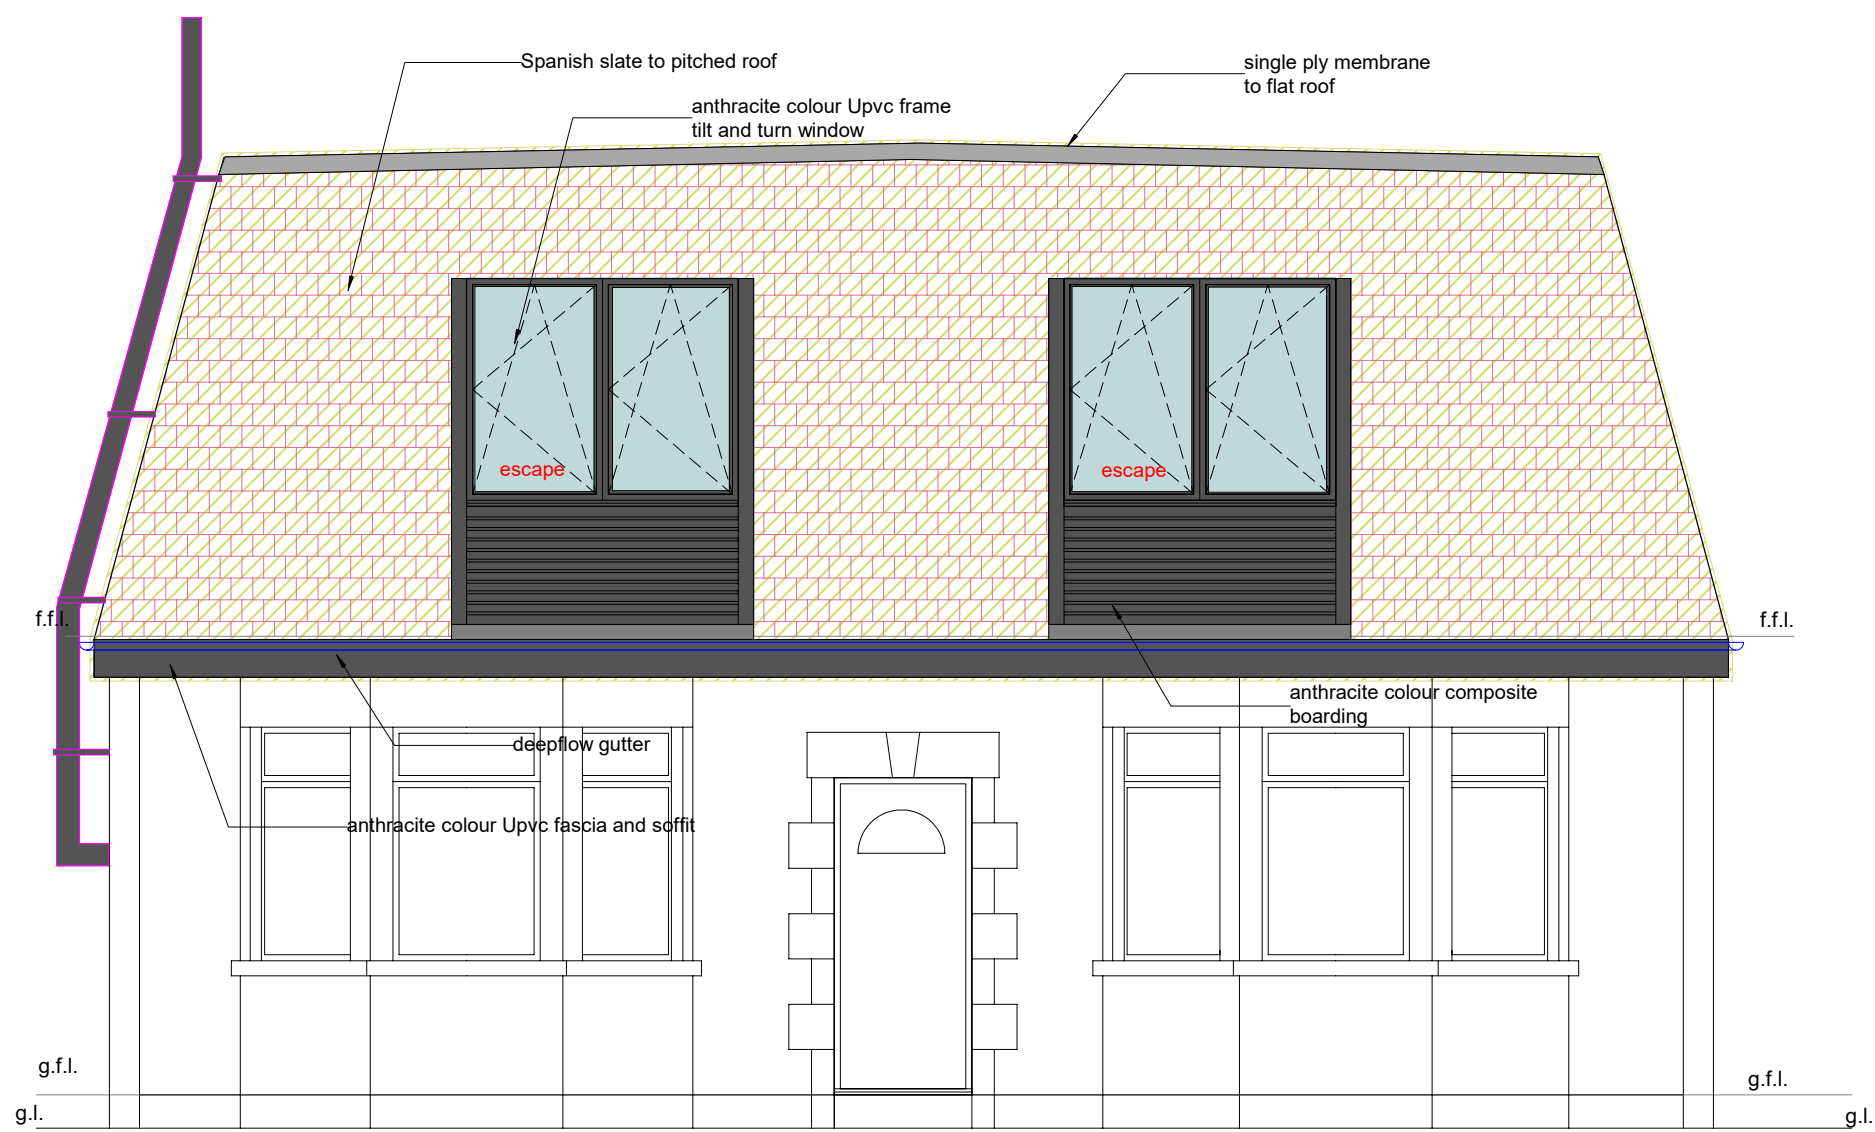 Spanish slate to pitched roof
single ply membrane
to flat roof
anthracite colour Upvc frame
tilt and turn window
escape
escape
f.f.l.
f.f.l.
anthracite colour composite
boarding
deepflow gutter
anthracite colour Upvc fascia and soffit
g.f.l.
g.f.l.
g.l.
g.l.